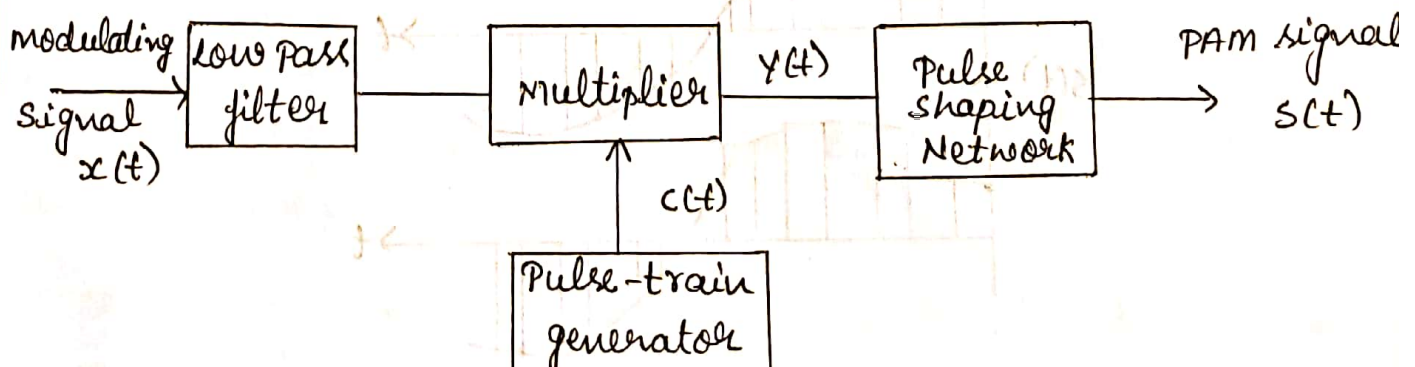 modulating
signal
x(t)
Low pass
filter
Multiplier
Y(t)
Pulse
shaping
Network
PAM signal
s(t)
c(t)
Pulse-train
generator